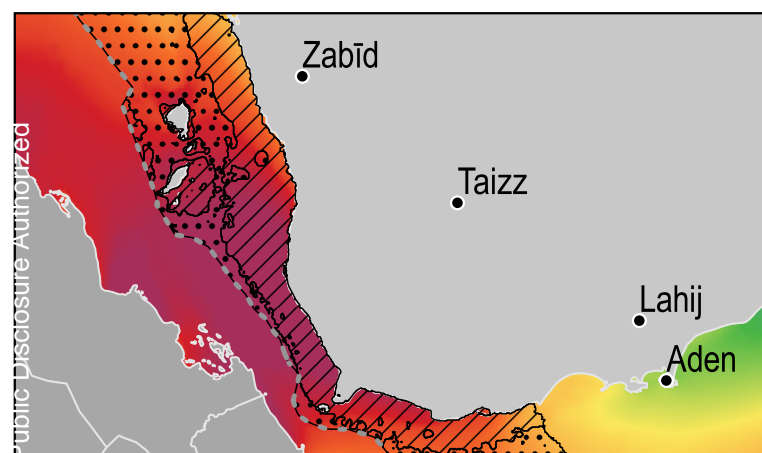 Zabīd
Taizz
Lahij
Aden
Public Disclosure Authorized